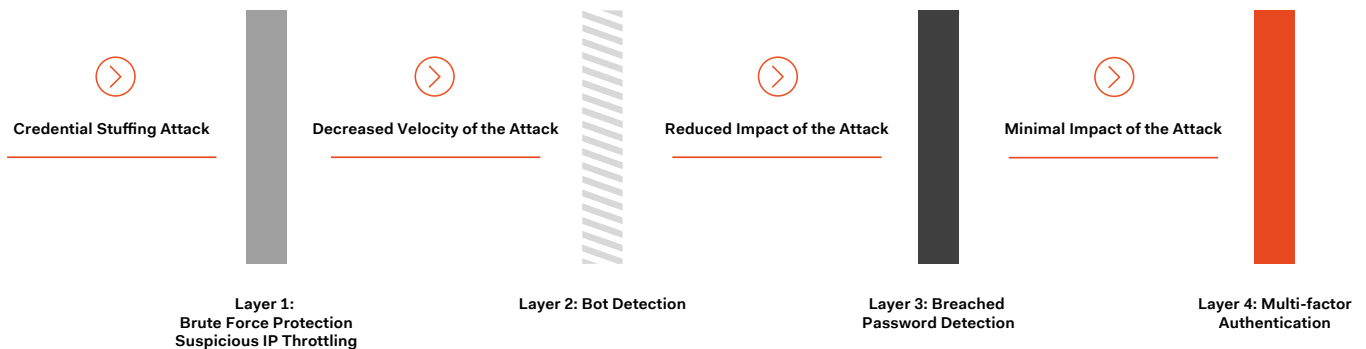 Credential Stuffing Attack
Decreased Velocity of the Attack
Reduced Impact of the Attack
Minimal Impact of the Attack
Layer 1:
Brute Force Protection
Suspicious IP Throttling
Layer 2: Bot Detection
Layer 3: Breached
Password Detection
Layer 4: Multi-factor
Authentication